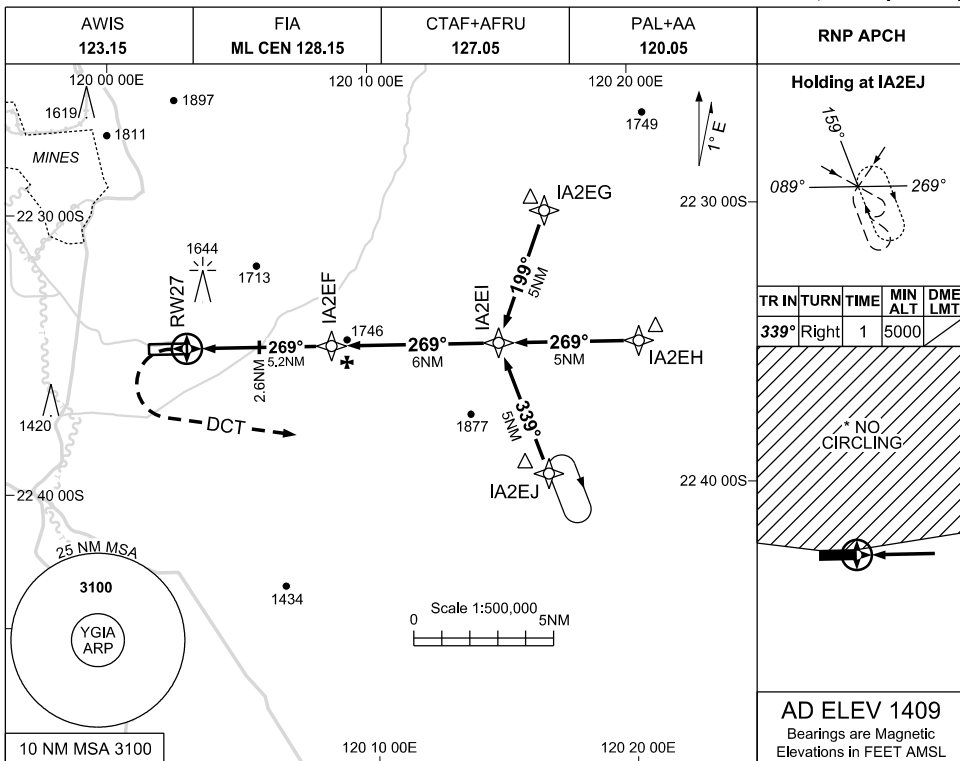 AWIS
123.15
FIA
ML CEN 128.15
CTAF+AFRU
127.05
PAL+AA
120.05
RNP APCH
120 00 00E
120 10 00E
120 20 00E
1619
1897
1811
MINES
1749
1° E
Holding at IA2EJ
159°
089°
269°
22 30 00S
22 30 00S
IA2EG
199°
5NM
1644
1713
RW27
IA2EF
1746
IA2EI
269°
5.2NM
2.6NM
269°
6NM
269°
5NM
IA2EH
TR IN
TURN
TIME
MIN ALT
DME LMT
339°
Right
1
5000
339°
5NM
1877
DCT
1420
IA2EJ
* NO
CIRCLING
22 40 00S
22 40 00S
25 NM MSA
3100
YGIA
ARP
1434
Scale 1:500,000
0
5NM
10 NM MSA 3100
120 10 00E
120 20 00E
AD ELEV 1409
Bearings are Magnetic
Elevations in FEET AMSL